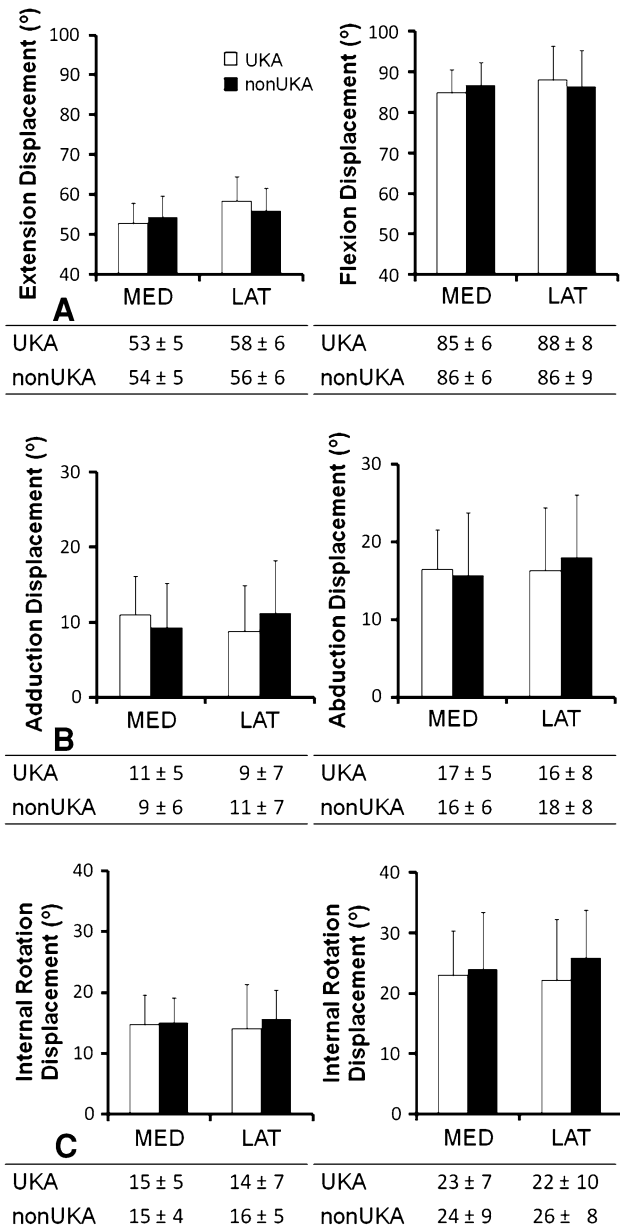 Extension Displacement (º)
100
90
80
70
60
50
40
UKA
nonUKA
MED LAT
Flexion Displacement (º)
100
90
80
70
60
50
40
MED LAT
A
UKA 53 ± 5 58 ± 6
nonUKA 54 ± 5 56 ± 6
UKA 85 ± 6 88 ± 8
nonUKA 86 ± 6 86 ± 9
Adduction Displacement (º)
30
20
10
0
MED LAT
Abduction Displacement (º)
30
20
10
0
MED LAT
B
UKA 11 ± 5 9 ± 7
nonUKA 9 ± 6 11 ± 7
UKA 17 ± 5 16 ± 8
nonUKA 16 ± 6 18 ± 8
Internal Rotation
Displacement (º)
40
30
20
10
0
MED LAT
Internal Rotation
Displacement (º)
40
30
20
10
0
MED LAT
C
UKA 15 ± 5 14 ± 7
nonUKA 15 ± 4 16 ± 5
UKA 23 ± 7 22 ± 10
nonUKA 24 ± 9 26 ± 8